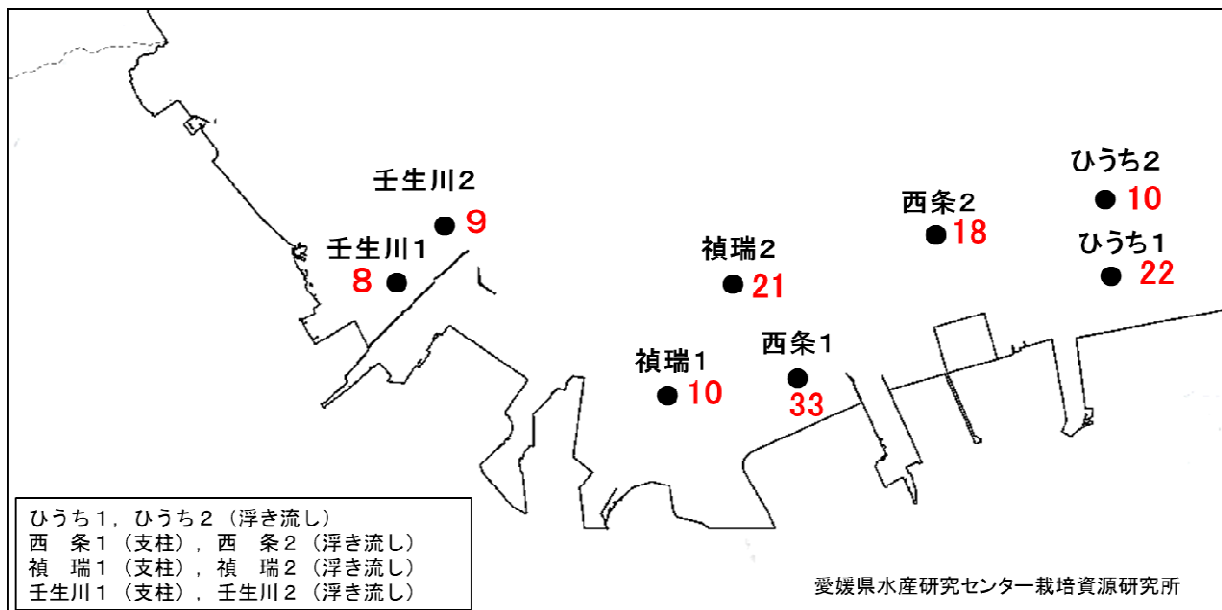 ひうち2
10
壬生川2
9
西条2
18
ひうち1
22
壬生川1
8
禎瑞2
21
西条1
33
禎瑞1
10
ひうち1, ひうち2 (浮き流し)
西 条1 (支柱), 西 条2 (浮き流し)
禎 瑞1 (支柱), 禎 瑞2 (浮き流し)
壬生川1 (支柱), 壬生川2 (浮き流し)
愛媛県水産研究センター栽培資源研究所